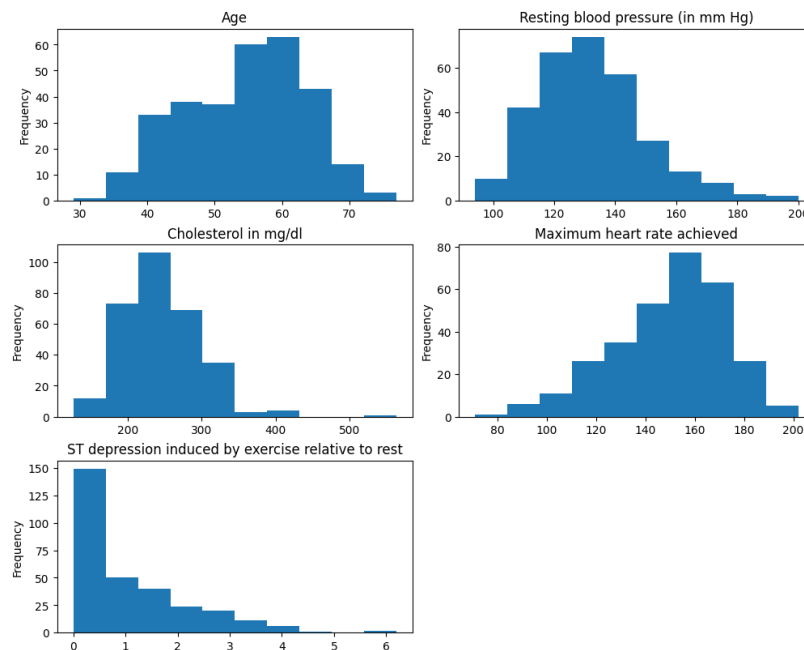 Age
Frequency
60
50
40
30
20
10
0
30 40 50 60 70
Resting blood pressure (in mm Hg)
Frequency
60
40
20
0
100 120 140 160 180 200
Cholesterol in mg/dl
Frequency
100
80
60
40
20
0
200 300 400 500
Maximum heart rate achieved
Frequency
80
60
40
20
0
80 100 120 140 160 180 200
ST depression induced by exercise relative to rest
Frequency
150
125
100
75
50
25
0
0 1 2 3 4 5 6